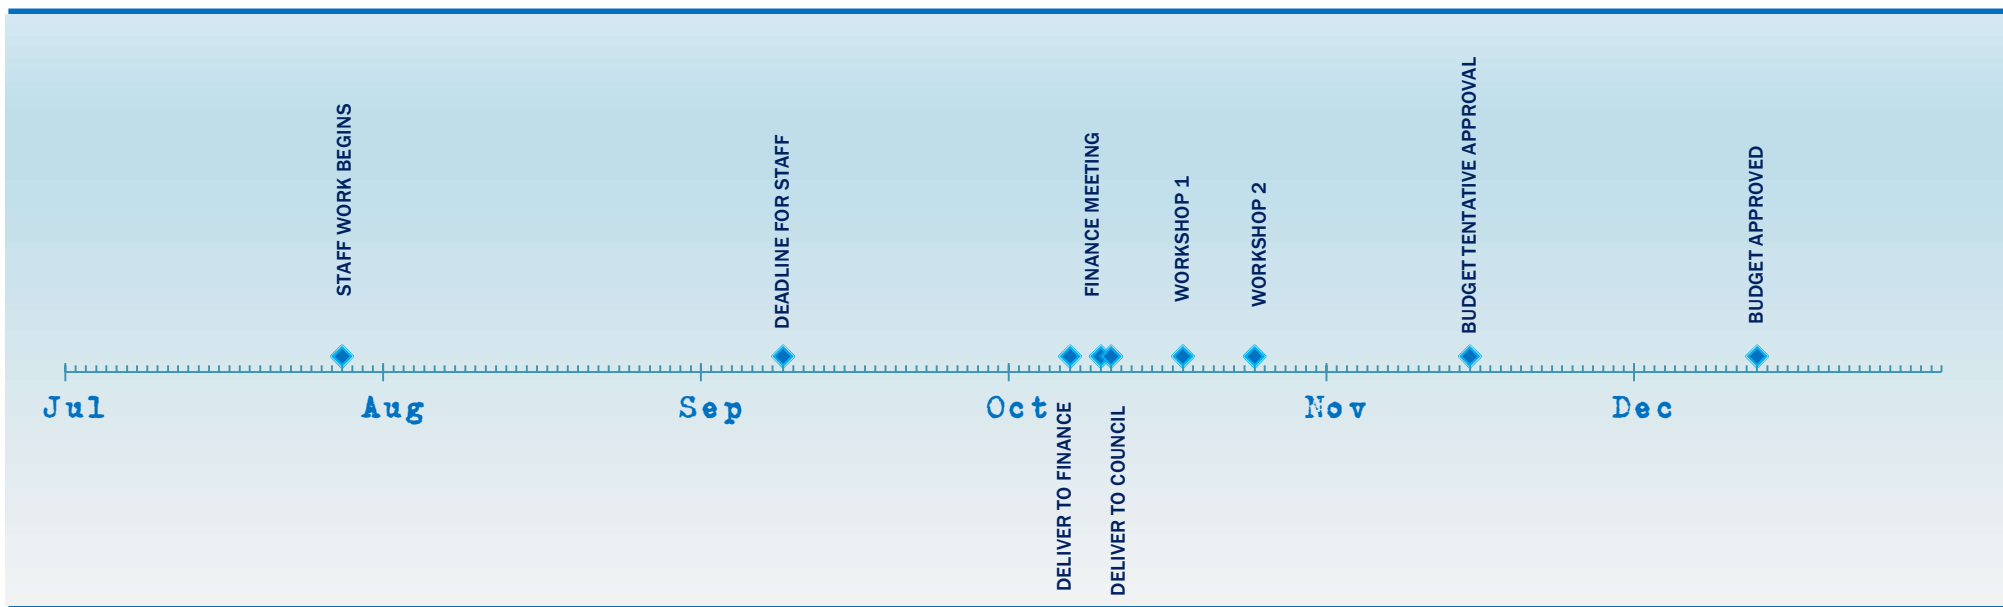 STAFF WORK BEGINS
DEADLINE FOR STAFF
FINANCE MEETING
WORKSHOP 1
WORKSHOP 2
BUDGET TENTATIVE APPROVAL
BUDGET APPROVED
Jul
Aug
Sep
Oct
Nov
Dec
DELIVER TO FINANCE
DELIVER TO COUNCIL